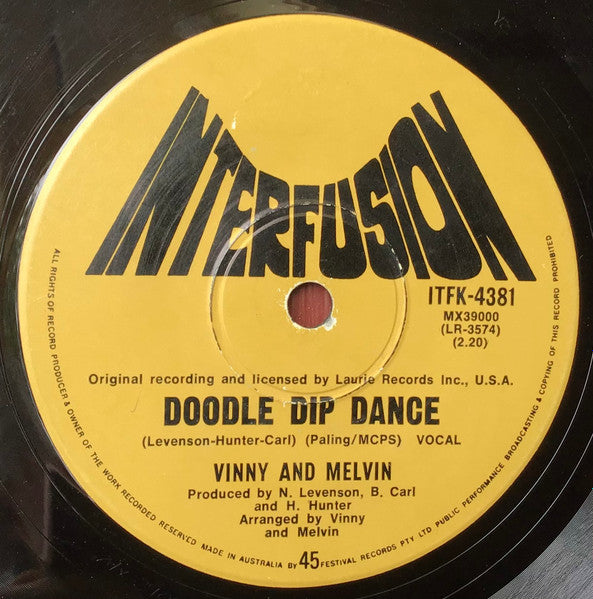 INTERFUSION
ITFK-4381
MX39000
(LR-3574)
(2.20)
Original recording and licensed by Laurie Records Inc., U.S.A.
DOODLE DIP DANCE
(Levenson-Hunter-Carl) (Paling/MCPS) VOCAL
VINNY AND MELVIN
Produced by N. Levenson, B. Carl
and H. Hunter
Arranged by Vinny
and Melvin
ALL RIGHTS OF RECORD PRODUCER & OWNER OF THE WORK RECORDED RESERVED MADE IN AUSTRALIA BY 45 FESTIVAL RECORDS PTY LTD PUBLIC PERFORMANCE BROADCASTING & COPYING OF THIS RECORD PROHIBITED